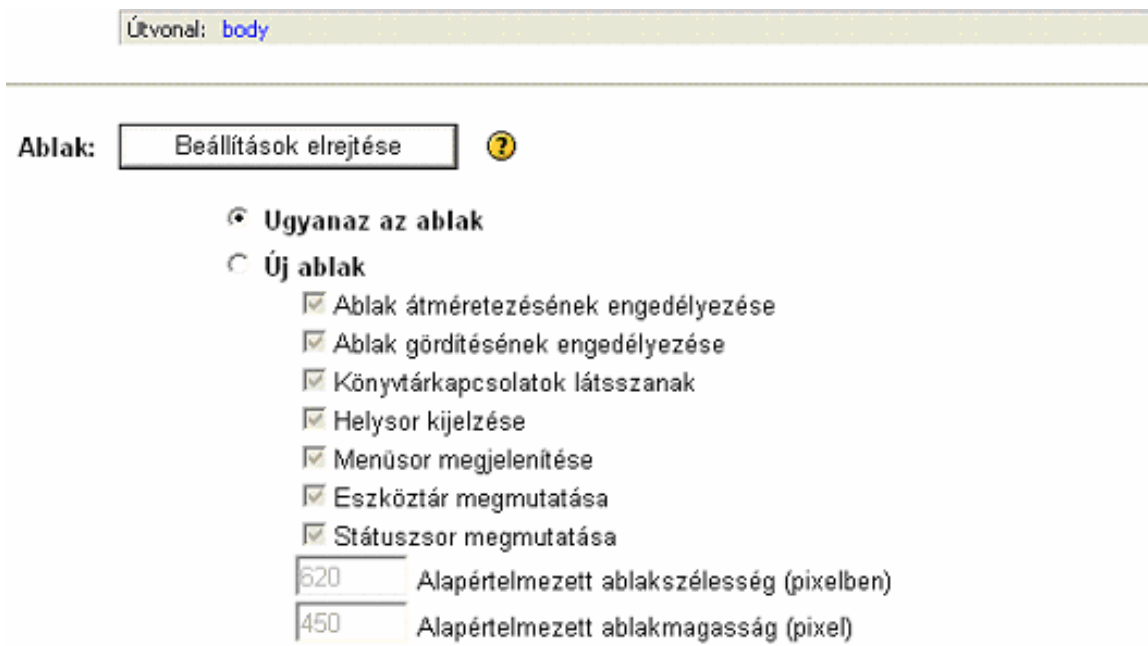 Útvonal: body
Ablak: Beállítások elrejtése ?
Ugyanaz az ablak
Új ablak
Ablak átméretezésének engedélyezése
Ablak gördítésének engedélyezése
Könyvtárkapcsolatok látsszanak
Helysor kijelzése
Menüsor megjelenítése
Eszköztár megmutatása
Státuszsor megmutatása
620 Alapértelmezett ablakszélesség (pixelben)
450 Alapértelmezett ablakmagasság (pixel)